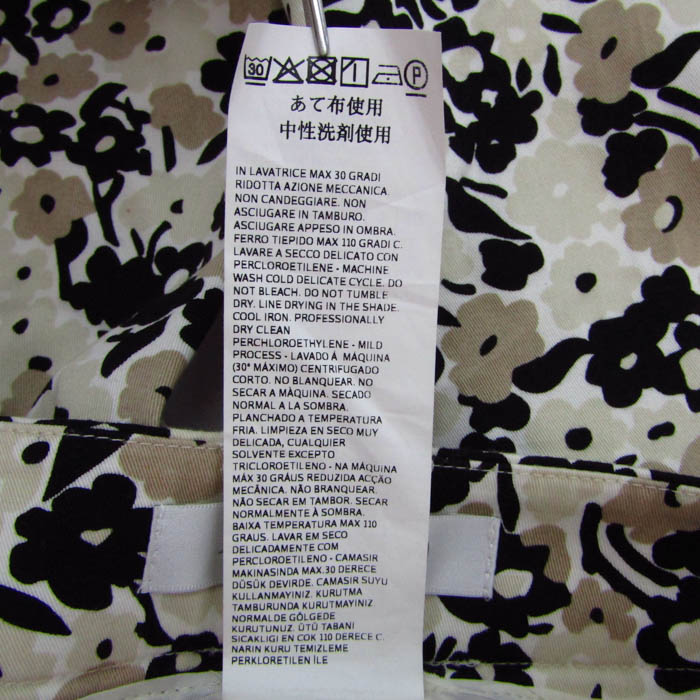 30 P
あて布使用
中性洗剤使用
IN LAVATRICE MAX 30 GRADI
RIDOTTA AZIONE MECCANICA.
NON CANDEGGIARE. NON
ASCIUGARE IN TAMBURO.
ASCIUGARE APPESO IN OMBRA.
FERRO TIEPIDO MAX 110 GRADI C.
LAVARE A SECCO DELICATO CON
PERCLOROETILENE - MACHINE
WASH COLD DELICATE CYCLE. DO
NOT BLEACH. DO NOT TUMBLE
DRY. LINE DRYING IN THE SHADE.
COOL IRON. PROFESSIONALLY
DRY CLEAN
PERCHLOROETHYLENE - MILD
PROCESS - LAVADO À MÀQUINA
(30° MÁXIMO) CENTRIFUGADO
CORTO. NO BLANQUEAR. NO
SECAR A MÀQUINA. SECADO
NORMAL A LA SOMBRA.
PLANCHADO A TEMPERATURA
FRIA. LIMPIEZA EN SECO MUY
DELICADA, CUALQUIER
SOLVENTE EXCEPTO
TRICLOROETILENO - NA MÁQUINA
MÁX 30 GRÁUS REDUZIDA ACÇÃO
MECÂNICA. NÃO BRANQUEAR.
NÃO SECAR EM TAMBOR. SECAR
NORMALMENTE À SOMBRA.
BAIXA TEMPERATURA MAX 110
GRAUS. LAVAR EM SECO
DELICADAMENTE COM
PERCLOROETILENO - CAMASIR
MAKINASINDA MAX.30 DERECE
DÜSÜK DEVIRDE. CAMASIR SUYU
KULLANMAYINIZ. KURUTMA
TAMBURUNDA KURUTMAYINIZ.
NORMALDE GÖLGEDE
KURUTUNUZ. ÜTÜ TABANI
SICAKLIGI EN COK 110 DERECE C.
NARIN KURU TEMIZLEME
PERKLORETILEN ILE